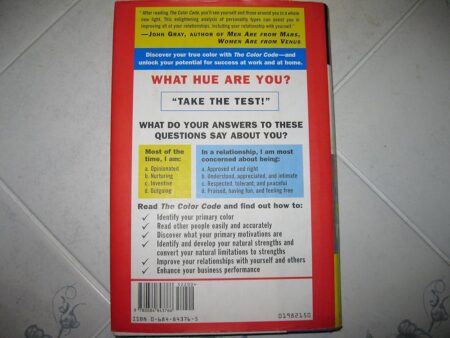 "After reading The Color Code, you'll see yourself and those around you in a whole
new light. This enlightening analysis of personality types can assist you in
improving all of your relationships, including your relationship with yourself."
—JOHN GRAY, AUTHOR OF MEN ARE FROM MARS,
WOMEN ARE FROM VENUS
Discover your true color with The Color Code—and
unlock your potential for success at work and at home.
WHAT HUE ARE YOU?
"TAKE THE TEST!"
WHAT DO YOUR ANSWERS TO THESE
QUESTIONS SAY ABOUT YOU?
Most of the
time, I am:
a. Opinionated
b. Nurturing
c. Inventive
d. Outgoing
In a relationship, I am most
concerned about being:
a. Approved of and right
b. Understood, appreciated, and intimate
c. Respected, tolerant, and peaceful
d. Praised, having fun, and feeling free
Read The Color Code and find out how to:
✓ Identify your primary color
✓ Read other people easily and accurately
✓ Discover what your primary motivations are
✓ Identify and develop your natural strengths and
convert your natural limitations to strengths
✓ Improve your relationships with yourself and others
✓ Enhance your business performance
52200
9 780684 843766
ISBN 0-684-84376-5
01982150